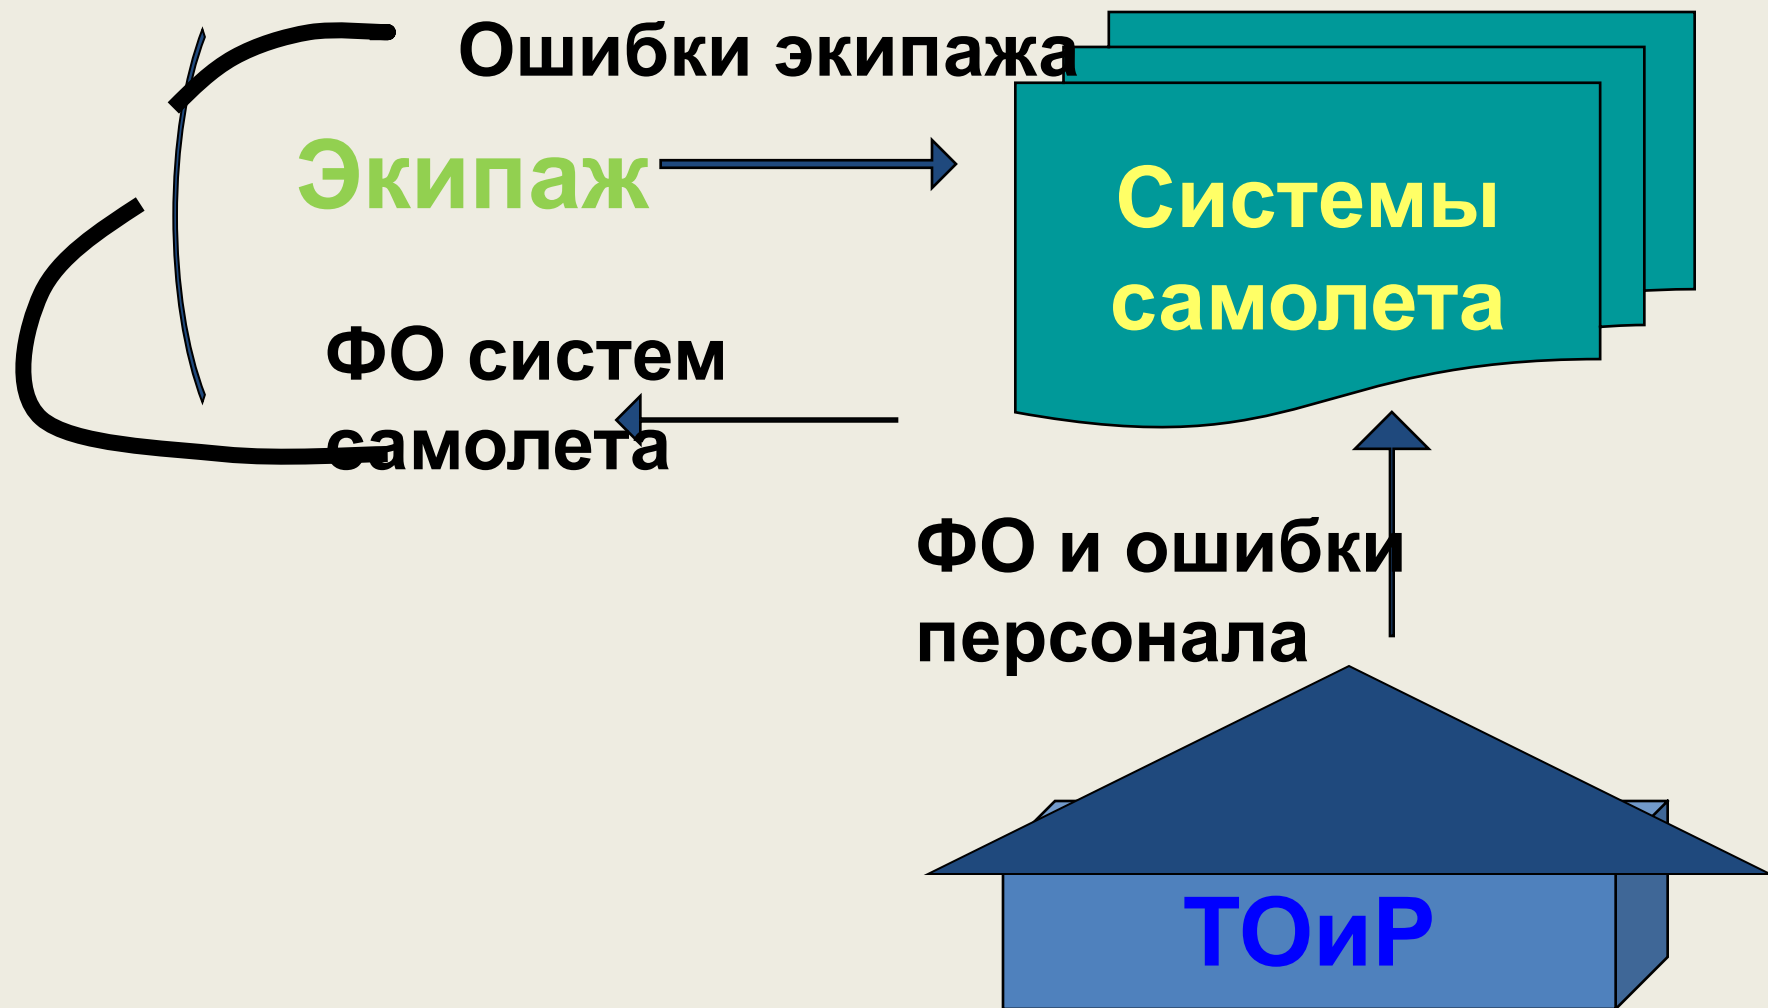 Ошибки экипажа
Экипаж
Системы
самолета
ФО систем
самолета
ФО и ошибки
персонала
ТОиР